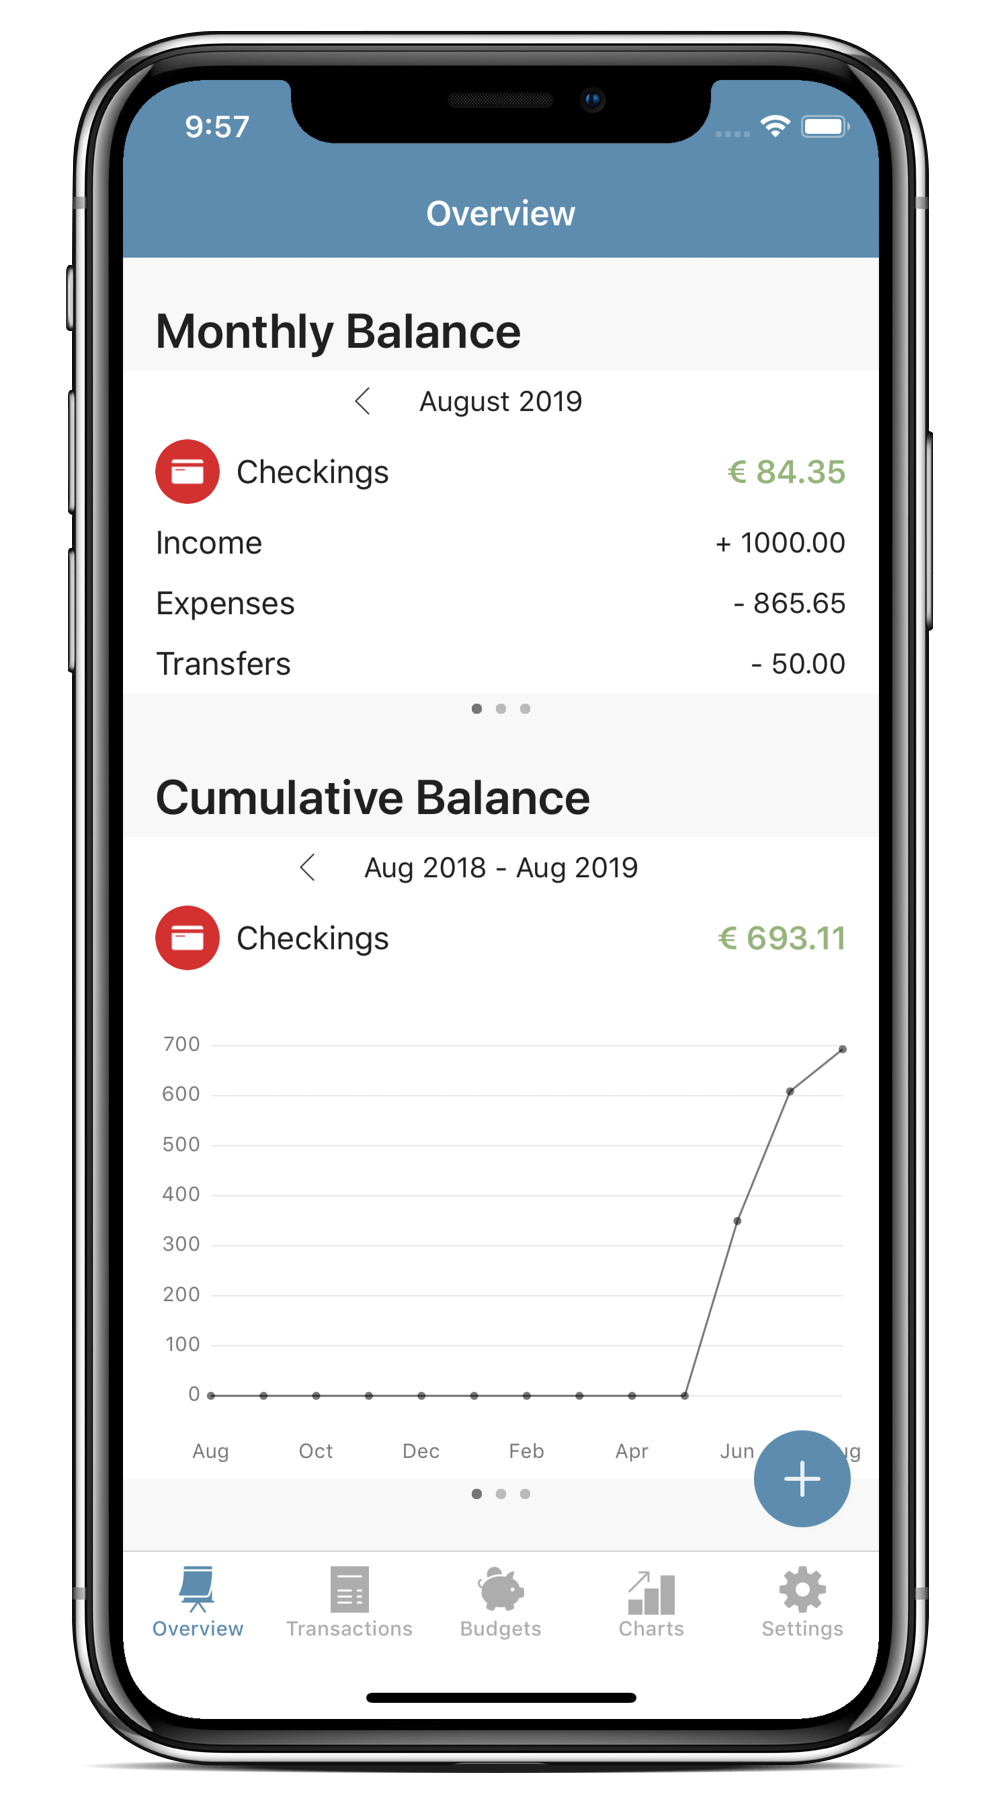 9:57
Overview
Monthly Balance
August 2019
Checkings € 84.35
Income + 1000.00
Expenses - 865.65
Transfers - 50.00
Cumulative Balance
Aug 2018 - Aug 2019
Checkings € 693.11
700
600
500
400
300
200
100
0
Aug Oct Dec Feb Apr Jun
Overview Transactions Budgets Charts Settings